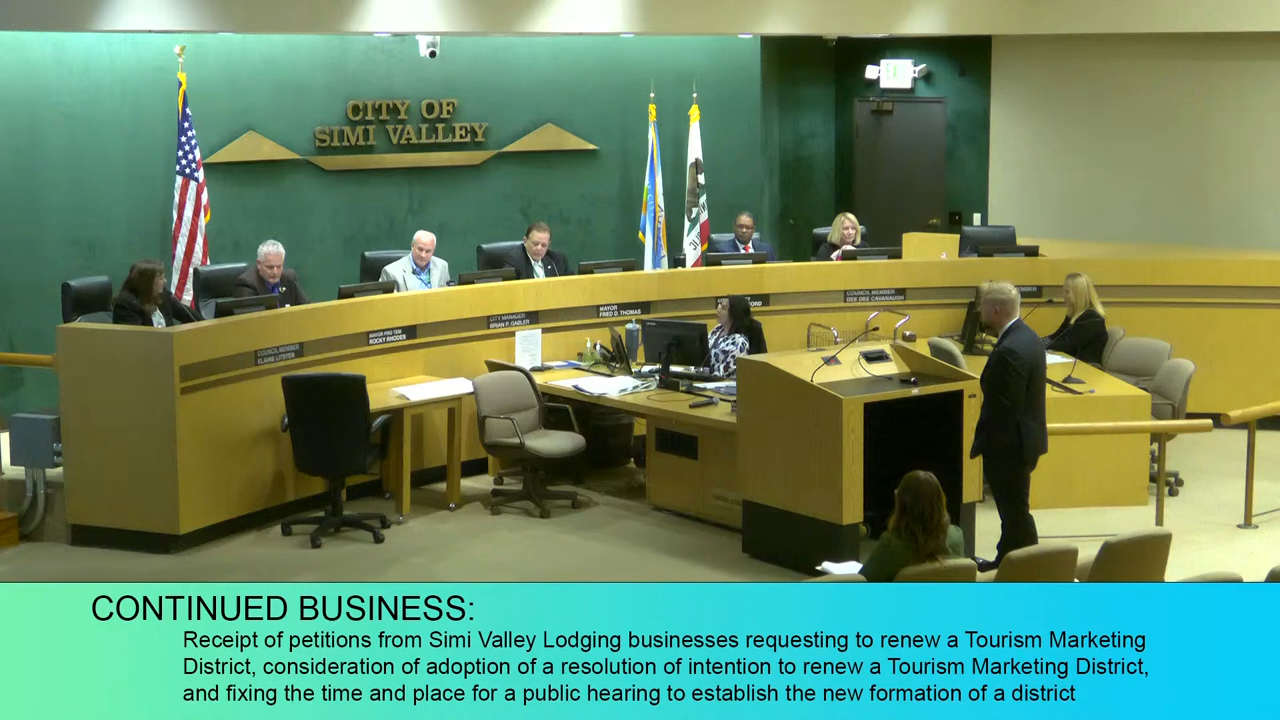 CITY OF
SIMI VALLEY
COUNCIL MEMBER
ELAINE LITSTER
MAYOR PRO TEM
ROCKY RHODES
CITY MANAGER
BRIAN P. GABLER
MAYOR
FRED D. THOMAS
COUNCIL MEMBER
DEE DEE CAVANAUGH
CONTINUED BUSINESS:
Receipt of petitions from Simi Valley Lodging businesses requesting to renew a Tourism Marketing
District, consideration of adoption of a resolution of intention to renew a Tourism Marketing District,
and fixing the time and place for a public hearing to establish the new formation of a district